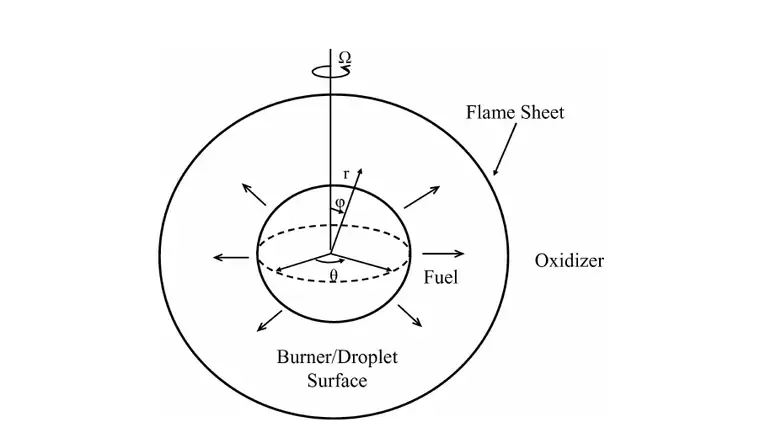 Ω
Flame Sheet
r
φ
Oxidizer
θ
Fuel
Burner/Droplet
Surface